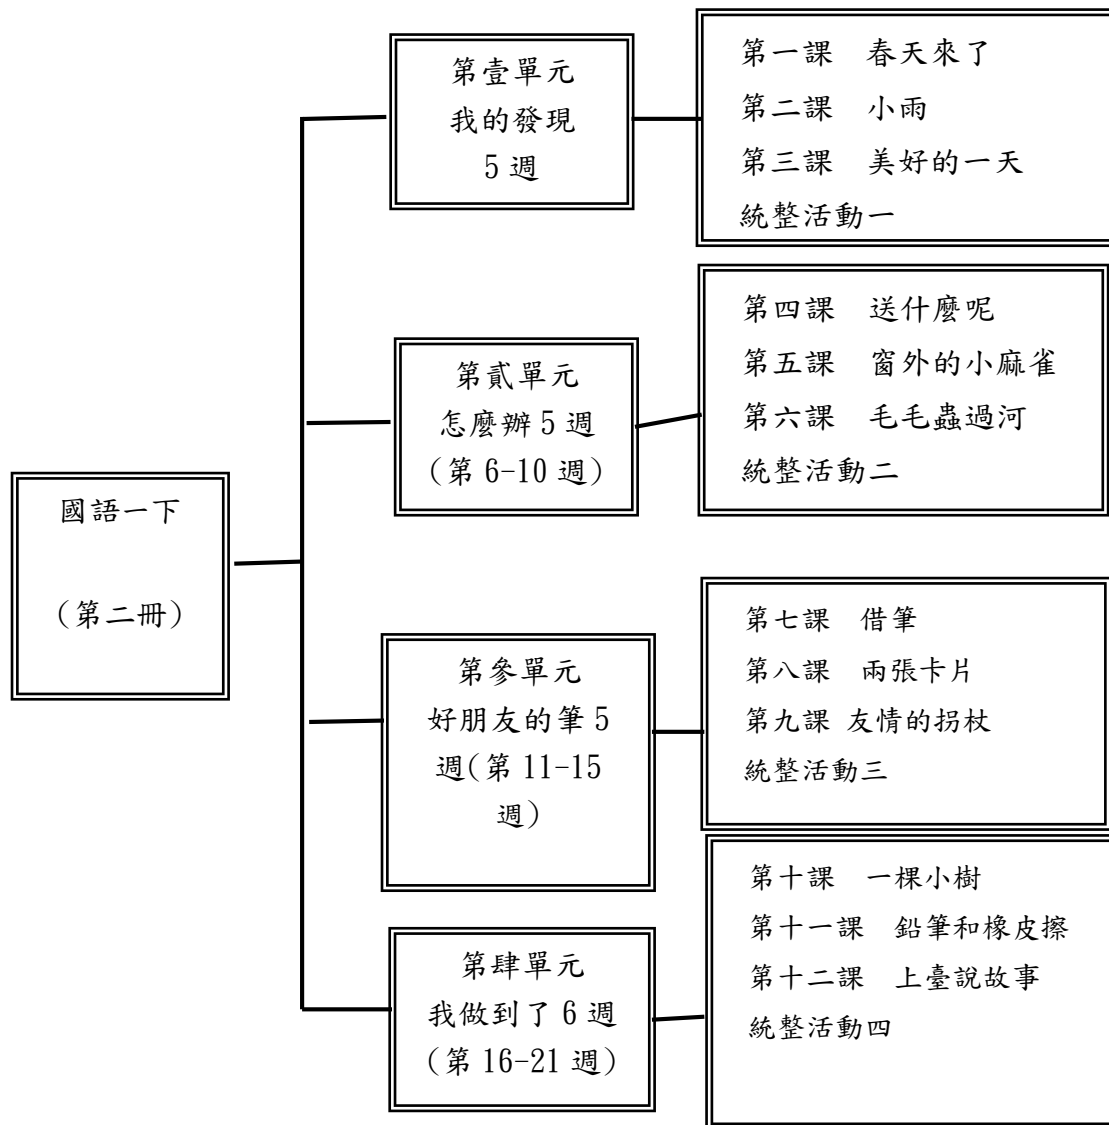 國語一下
(第二冊)
第壹單元
我的發現
5 週
第一課　春天來了
第二課　小雨
第三課　美好的一天
統整活動一
第貳單元
怎麼辦 5 週
(第 6-10 週)
第四課　送什麼呢
第五課　窗外的小麻雀
第六課　毛毛蟲過河
統整活動二
第參單元
好朋友的筆 5
週(第 11-15
週)
第七課　借筆
第八課　兩張卡片
第九課 友情的拐杖
統整活動三
第肆單元
我做到了 6 週
(第 16-21 週)
第十課　一棵小樹
第十一課　鉛筆和橡皮擦
第十二課　上臺說故事
統整活動四